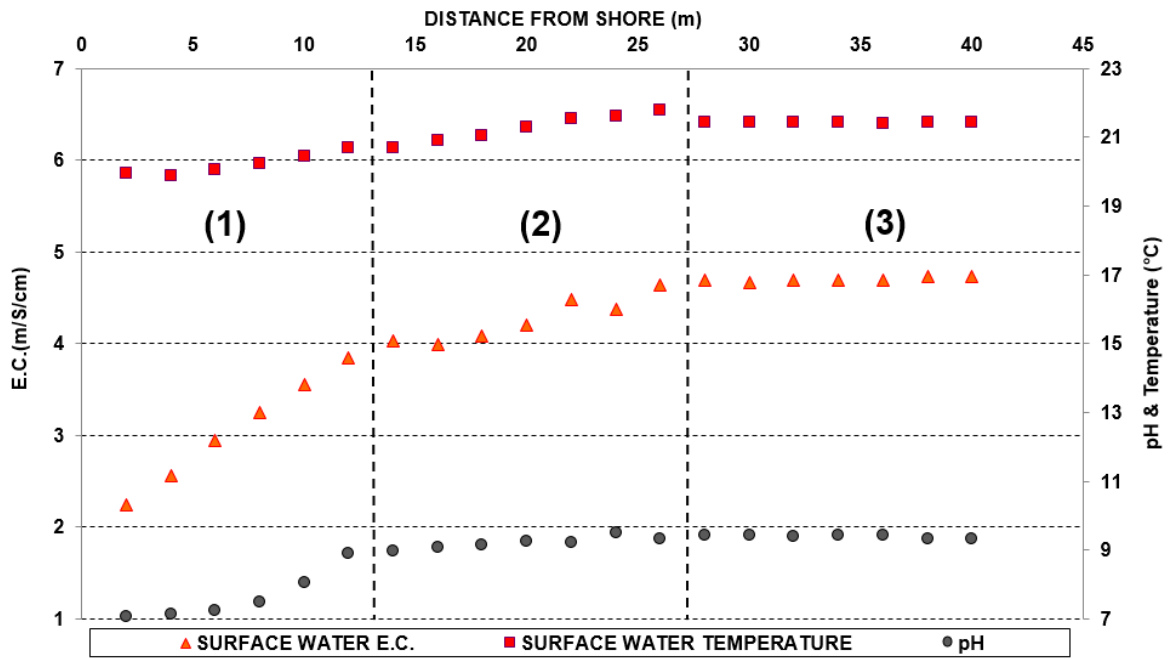 DISTANCE FROM SHORE (m)
0 5 10 15 20 25 30 35 40 45
7 23
21
6
19
(1) (2) (3)
5
17
4 15
13
3
11
2
9
1 7
E.C.(m/S/cm)
pH & Temperature (°C)
SURFACE WATER E.C. SURFACE WATER TEMPERATURE pH